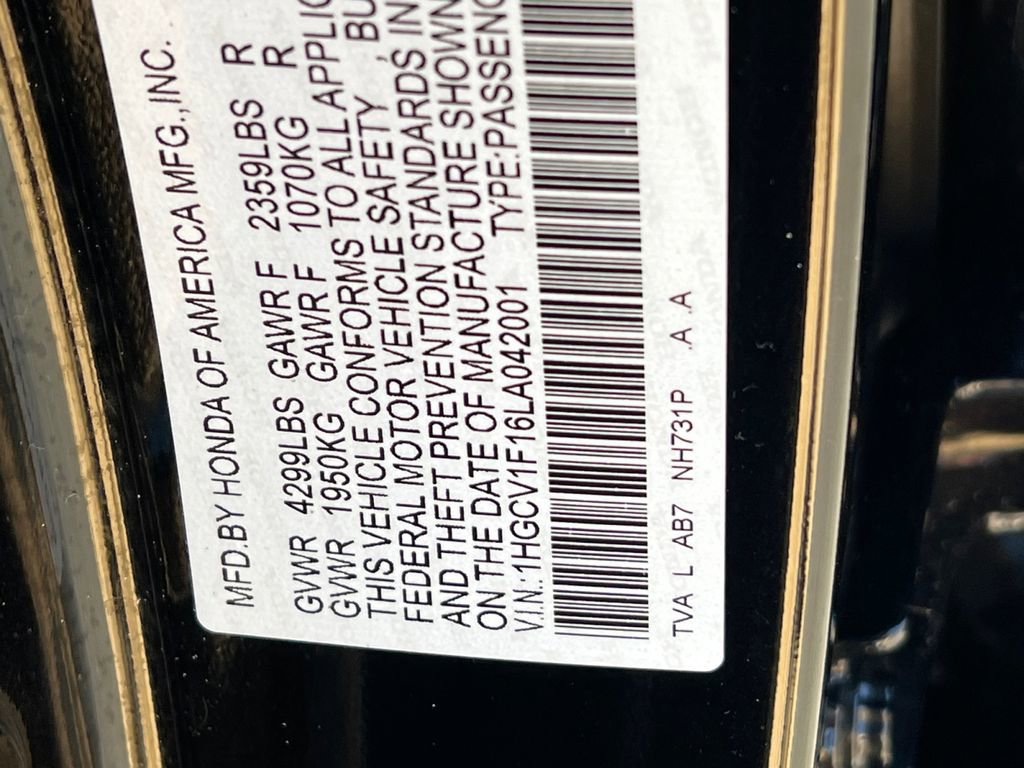 MFD.BY HONDA OF AMERICA MFG.,INC.
GVWR 4299LBS GAWR F 2359LBS R
GVWR 1950KG GAWR F 1070KG R
THIS VEHICLE CONFORMS TO ALL APPLIC
FEDERAL MOTOR VEHICLE SAFETY , BU
AND THEFT PREVENTION STANDARDS IN
ON THE DATE OF MANUFACTURE SHOWN
V.I.N.:1HGCV1F16LA042001 TYPE:PASSENG
TVA L AB7 NH731P .A .A